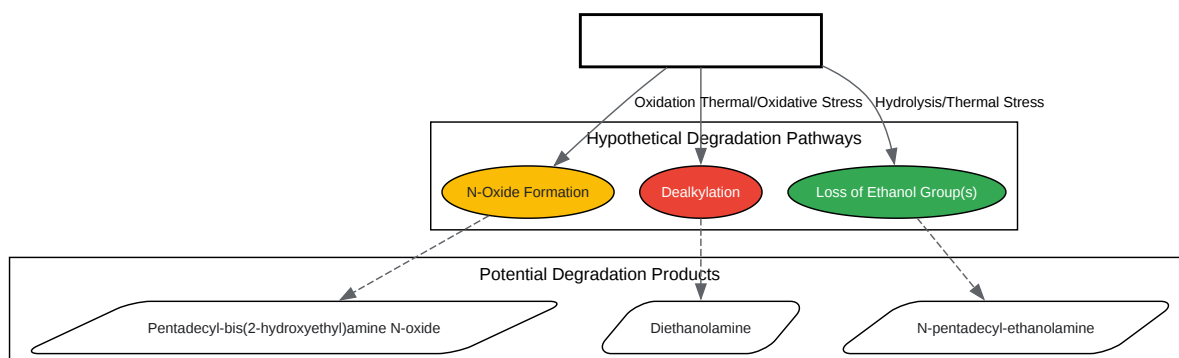 Oxidation
Thermal/Oxidative Stress
Hydrolysis/Thermal Stress
Hypothetical Degradation Pathways
N-Oxide Formation
Dealkylation
Loss of Ethanol Group(s)
Potential Degradation Products
Pentadecyl-bis(2-hydroxyethyl)amine N-oxide
Diethanolamine
N-pentadecyl-ethanolamine